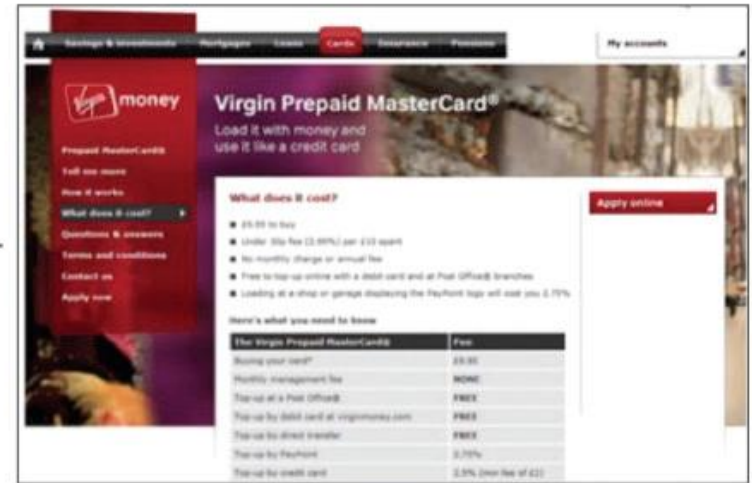 Savings & investments Mortgages Loans Cards Insurance Pensions
My accounts
Virgin money
Virgin Prepaid MasterCard®
Load it with money and
use it like a credit card
Prepaid MasterCard®
Tell me more
How it works
What does it cost?
Questions & answers
Terms and conditions
Contact us
Apply now
What does it cost?
Apply online
£9.95 to buy
Under 30p fee (2.99%) per £10 spent
No monthly charge or annual fee
Free to top-up online with a debit card and at Post Office® branches
Loading at a shop or garage displaying the PayPoint logo will cost you 2.75%
Here's what you need to know
The Virgin Prepaid MasterCard® Fee
Buying your card* £9.95
Monthly management fee NONE
Top-up at a Post Office® FREE
Top-up by debit card at virginmoney.com FREE
Top-up by direct transfer FREE
Top-up by PayPoint 2.75%
Top-up by credit card 2.5% (min fee of £2)